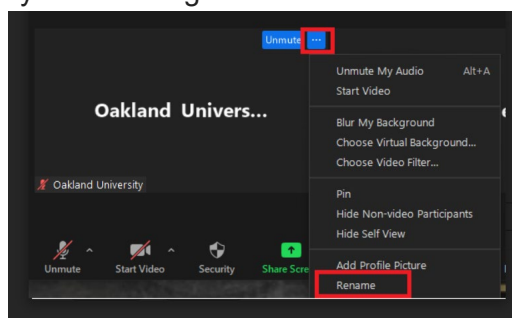 Unmute ...
Unmute My Audio Alt+A
Start Video
Oakland Univers...
Blur My Background
Choose Virtual Background...
Choose Video Filter...
Oakland University
Pin
Hide Non-video Participants
Hide Self View
Add Profile Picture
Rename
Unmute Start Video Security Share Scre